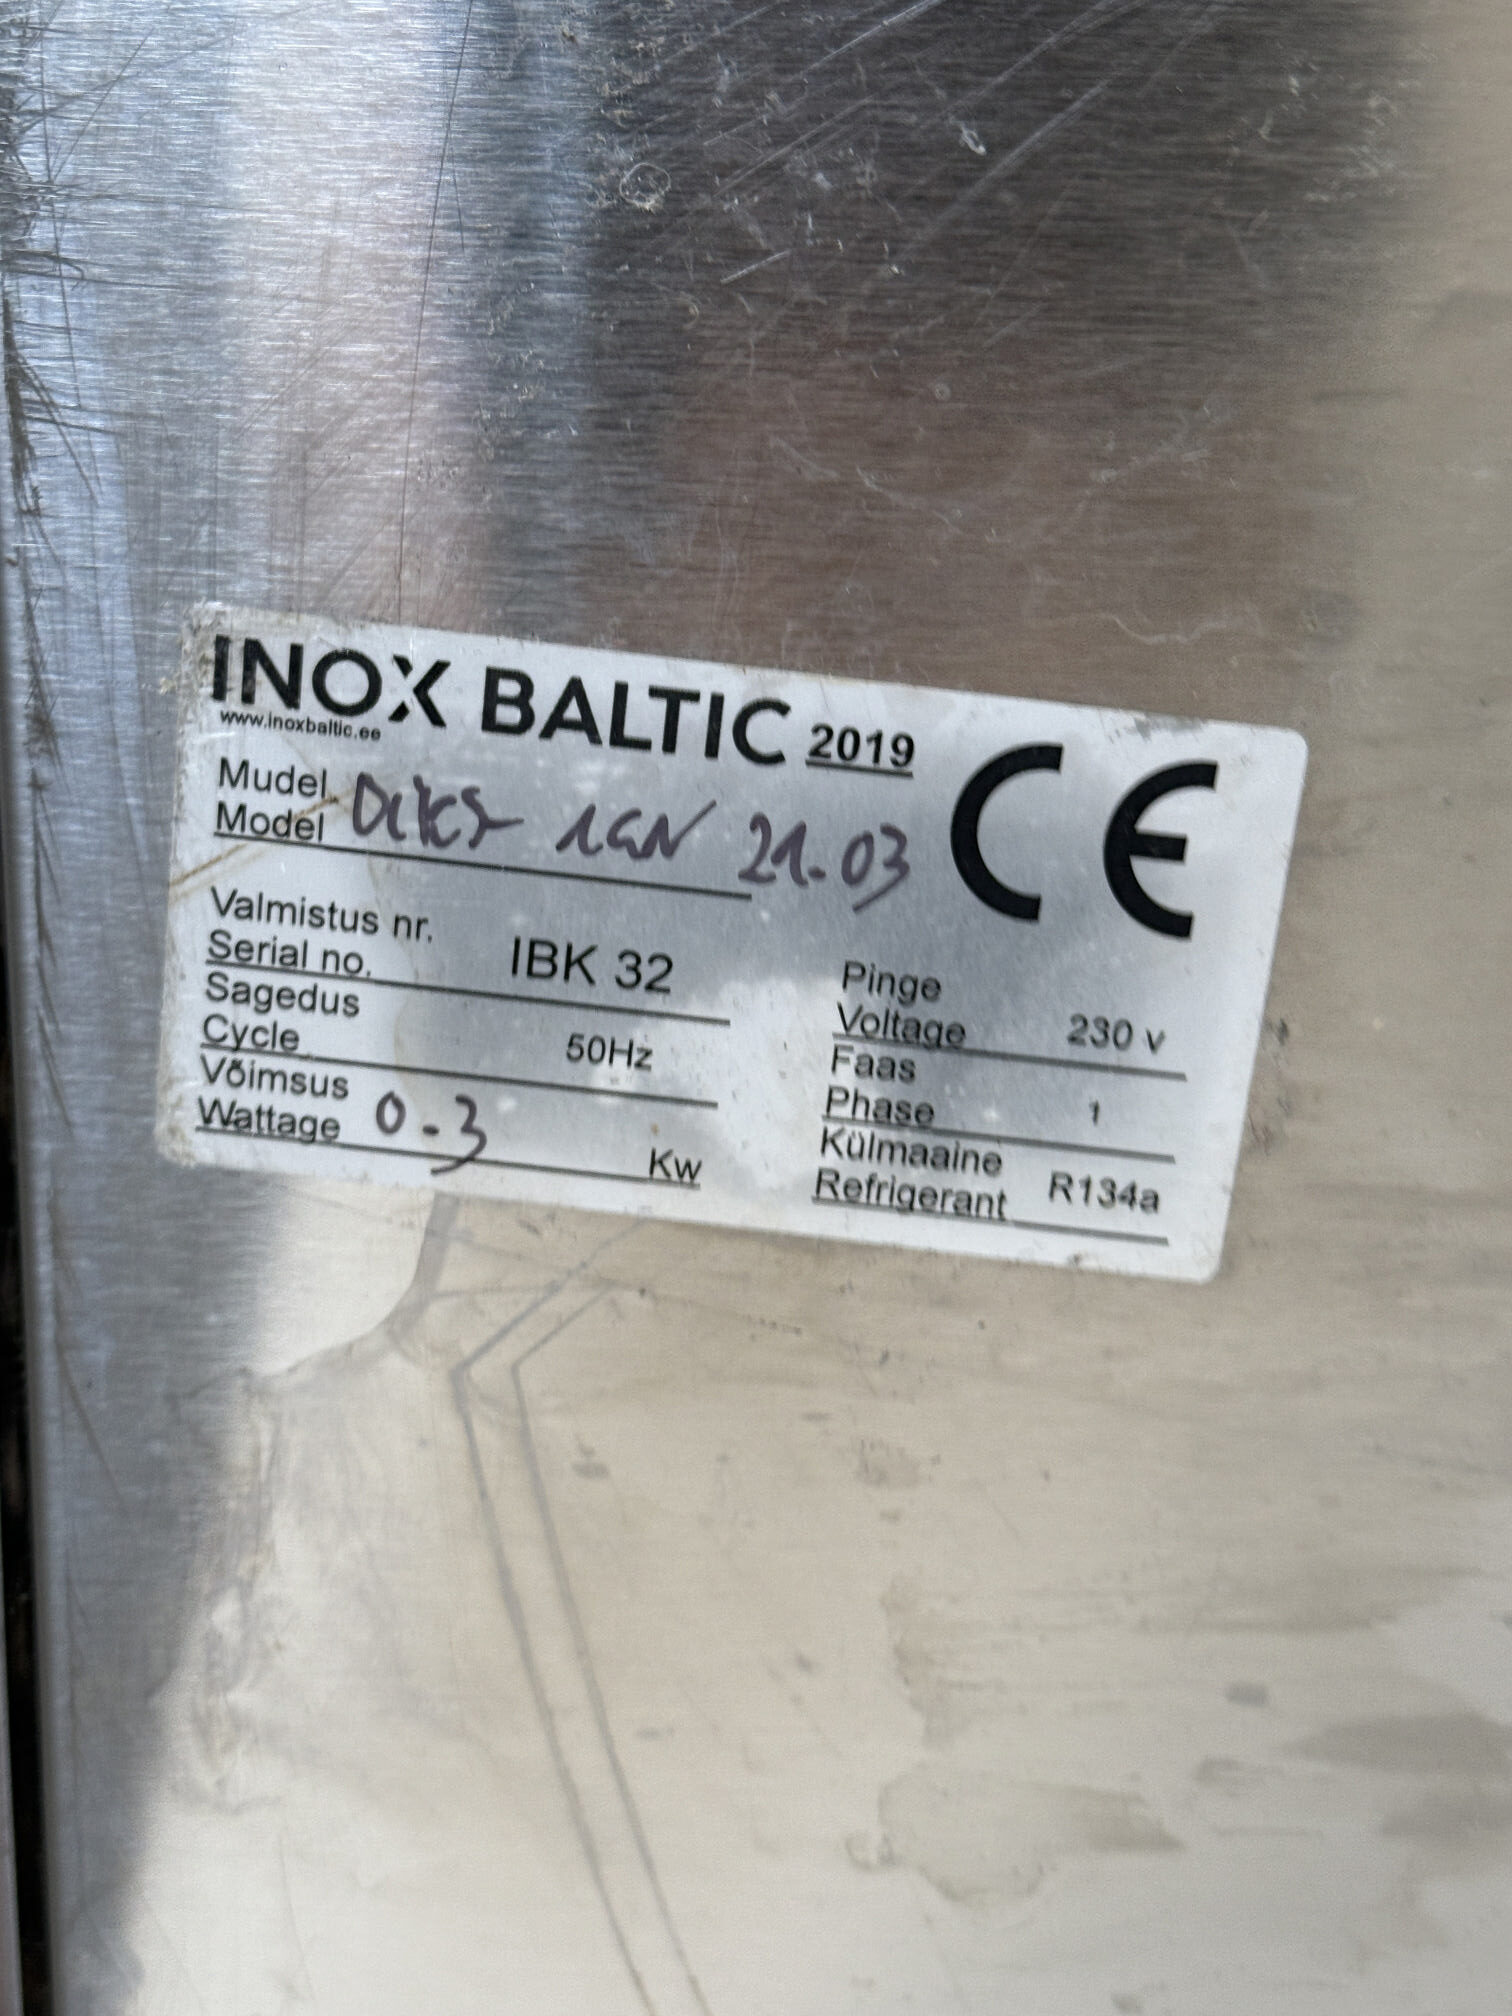 INOX BALTIC 2019
www.inoxbaltic.ee
CE
Mudel
Model 21.03
Valmistus nr.
Serial no. IBK 32
Sagedus
Cycle 50Hz
Võimsus
Wattage 0.3 Kw
Pinge
Voltage 230 v
Faas
Phase 1
Külmaaine
Refrigerant R134a